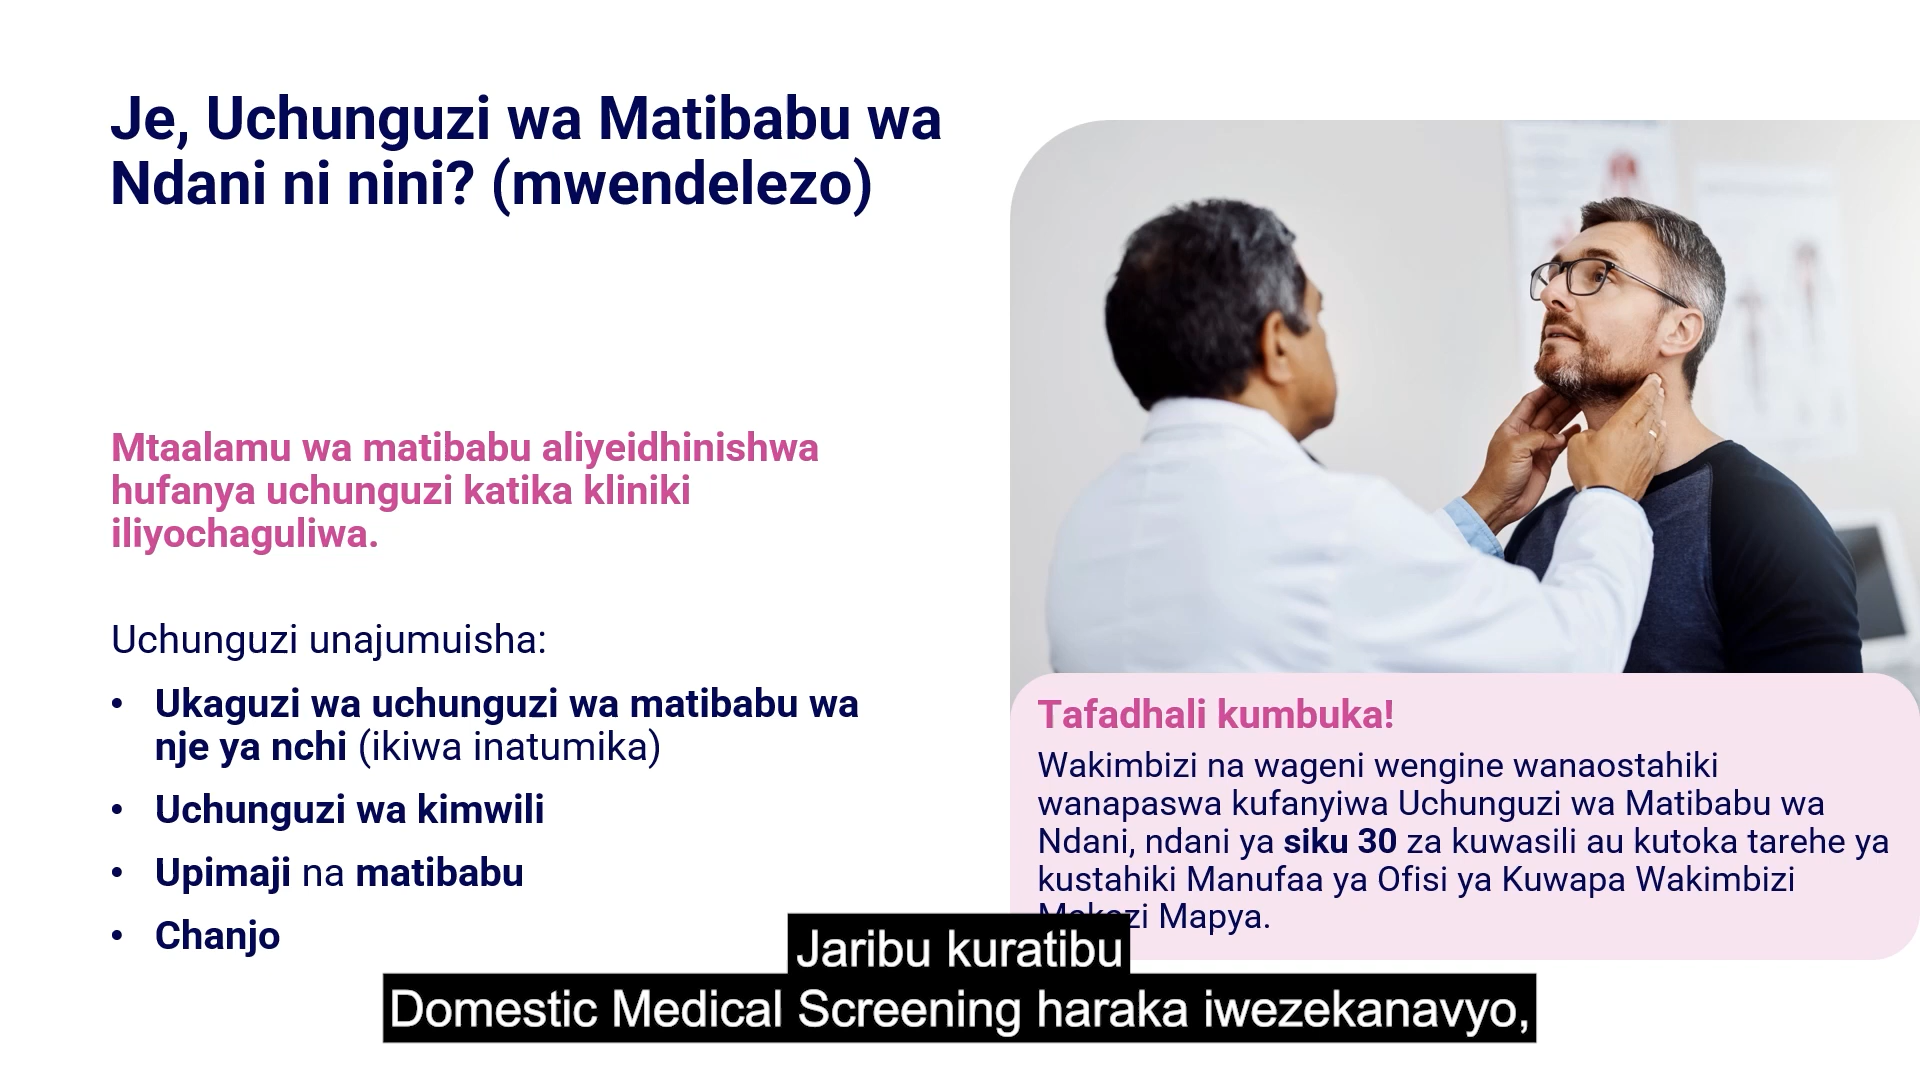 Je, Uchunguzi wa Matibabu wa
Ndani ni nini? (mwendelezo)
Mtaalamu wa matibabu aliyeidhinishwa
hufanya uchunguzi katika kliniki
iliyochaguliwa.
Uchunguzi unajumuisha:
• Ukaguzi wa uchunguzi wa matibabu wa
nje ya nchi (ikiwa inatumika)
• Uchunguzi wa kimwili
• Upimaji na matibabu
• Chanjo
Tafadhali kumbuka!
Wakimbizi na wageni wengine wanaostahiki
wanapaswa kufanyiwa Uchunguzi wa Matibabu wa
Ndani, ndani ya siku 30 za kuwasili au kutoka tarehe ya
kustahiki Manufaa ya Ofisi ya Kuwapa Wakimbizi
Mapya.
Jaribu kuratibu
Domestic Medical Screening haraka iwezekanavyo,